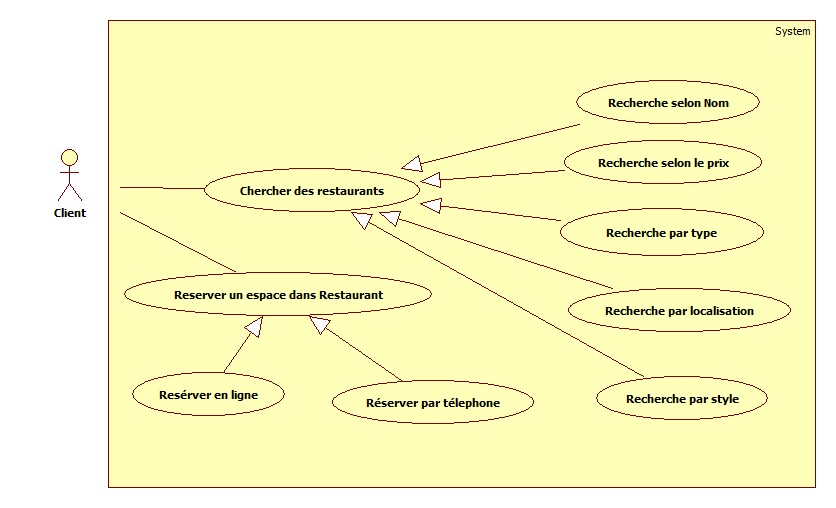 System
Recherche selon Nom
Recherche selon le prix
Chercher des restaurants
Client
Recherche par type
Reserver un espace dans Restaurant
Recherche par localisation
Resérver en ligne
Réserver par télephone
Recherche par style